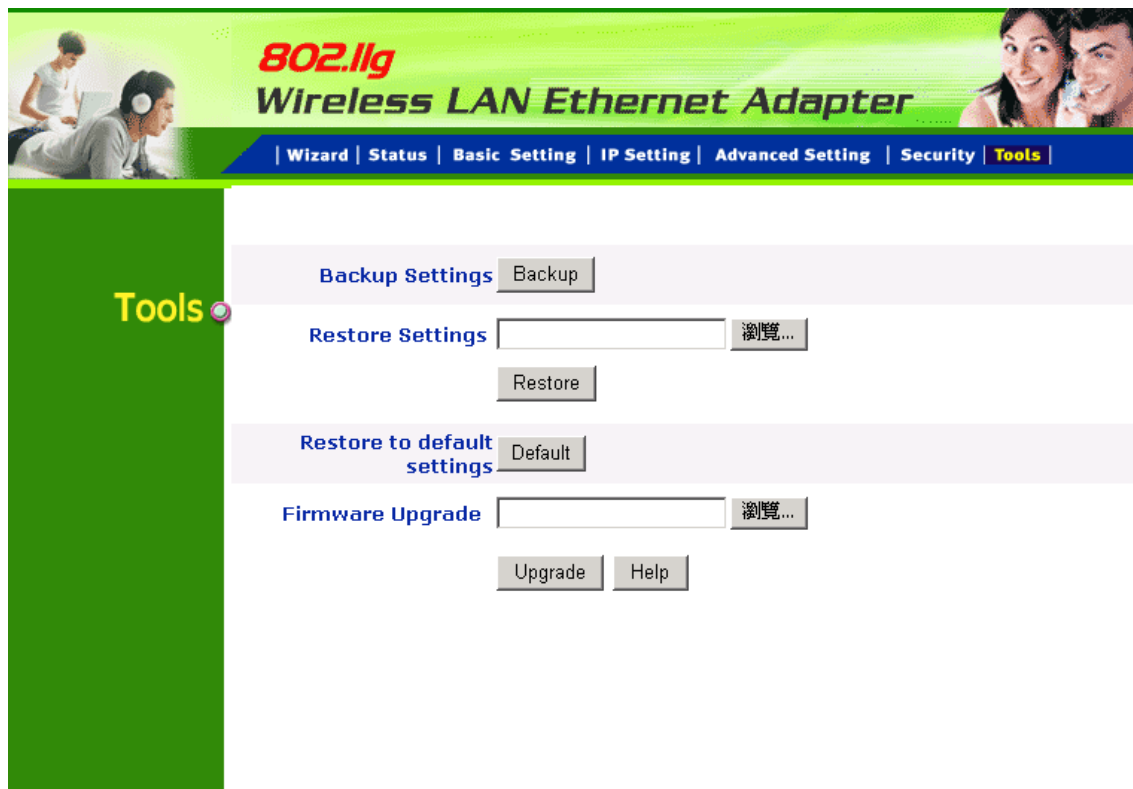 802.11g
Wireless LAN Ethernet Adapter
| Wizard | Status | Basic Setting | IP Setting | Advanced Setting | Security | Tools |
Tools
Backup Settings Backup
Restore Settings 瀏覽...
Restore
Restore to default settings Default
Firmware Upgrade 瀏覽...
Upgrade Help